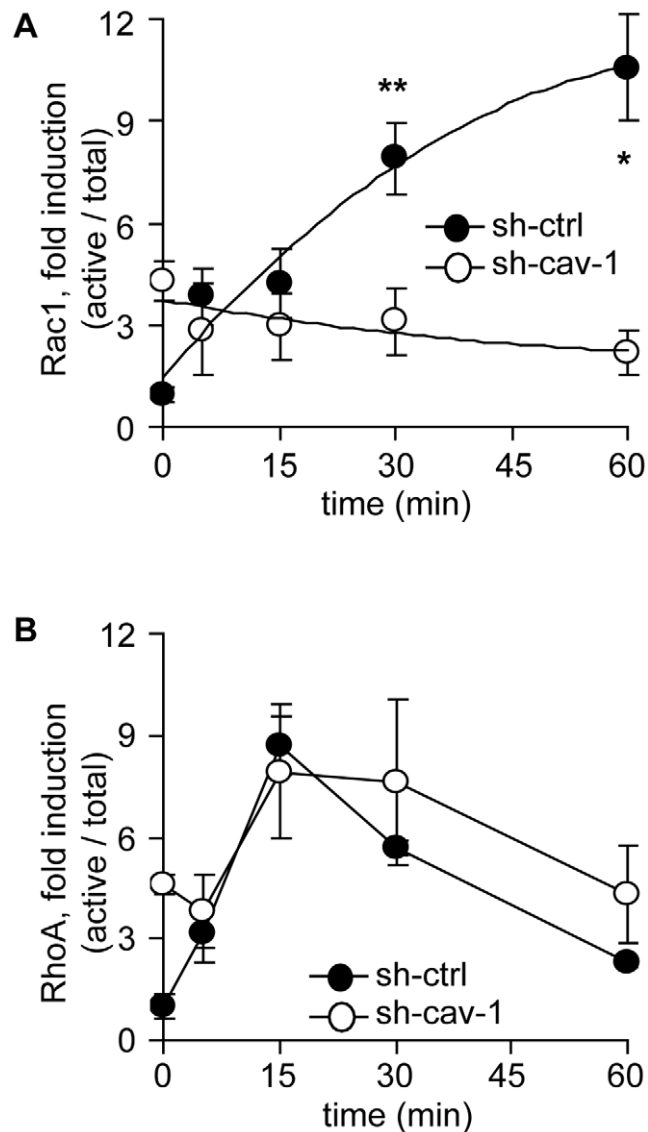 A
Rac1, fold induction
(active / total)
12
9
6
3
0
**
*
sh-ctrl
sh-cav-1
0 15 30 45 60
time (min)
B
RhoA, fold induction
(active / total)
12
9
6
3
0
sh-ctrl
sh-cav-1
0 15 30 45 60
time (min)